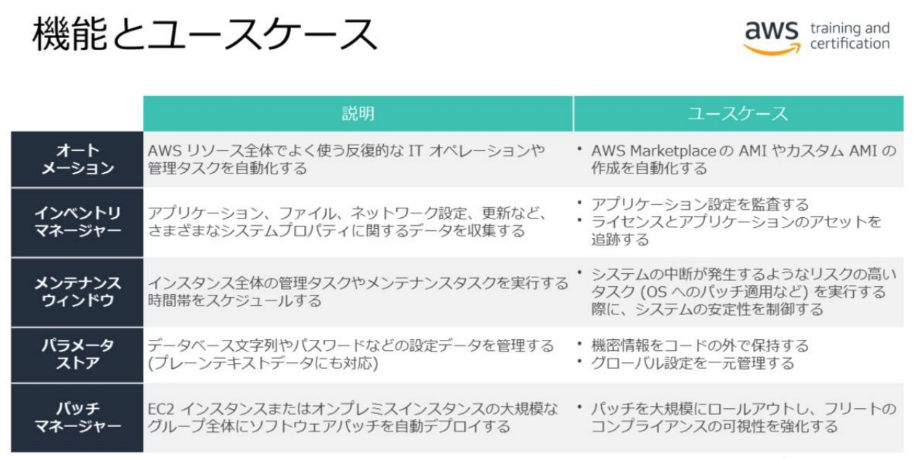 機能とユースケース
aws training and
certification
説明
ユースケース
オート
メーション
AWS リソース全体でよく使う反復的な IT オペレーションや
管理タスクを自動化する
• AWS Marketplaceの AMI やカスタム AMI の
作成を自動化する
インベントリ
マネージャー
アプリケーション、ファイル、ネットワーク設定、更新など、
さまざまなシステムプロパティに関するデータを収集する
• アプリケーション設定を監査する
• ライセンスとアプリケーションのアセットを
追跡する
メンテナンス
ウィンドウ
インスタンス全体の管理タスクやメンテナンスタスクを実行する
時間帯をスケジュールする
• システムの中断が発生するようなリスクの高い
タスク (OS へのパッチ適用など) を実行する
際に、システムの安定性を制御する
パラメータ
ストア
データベース文字列やパスワードなどの設定データを管理する
(プレーンテキストデータにも対応)
• 機密情報をコードの外で保持する
• グローバル設定を一元管理する
パッチ
マネージャー
EC2 インスタンスまたはオンプレミスインスタンスの大規模な
グループ全体にソフトウェアパッチを自動デプロイする
• パッチを大規模にロールアウトし、フリートの
コンプライアンスの可視性を強化する